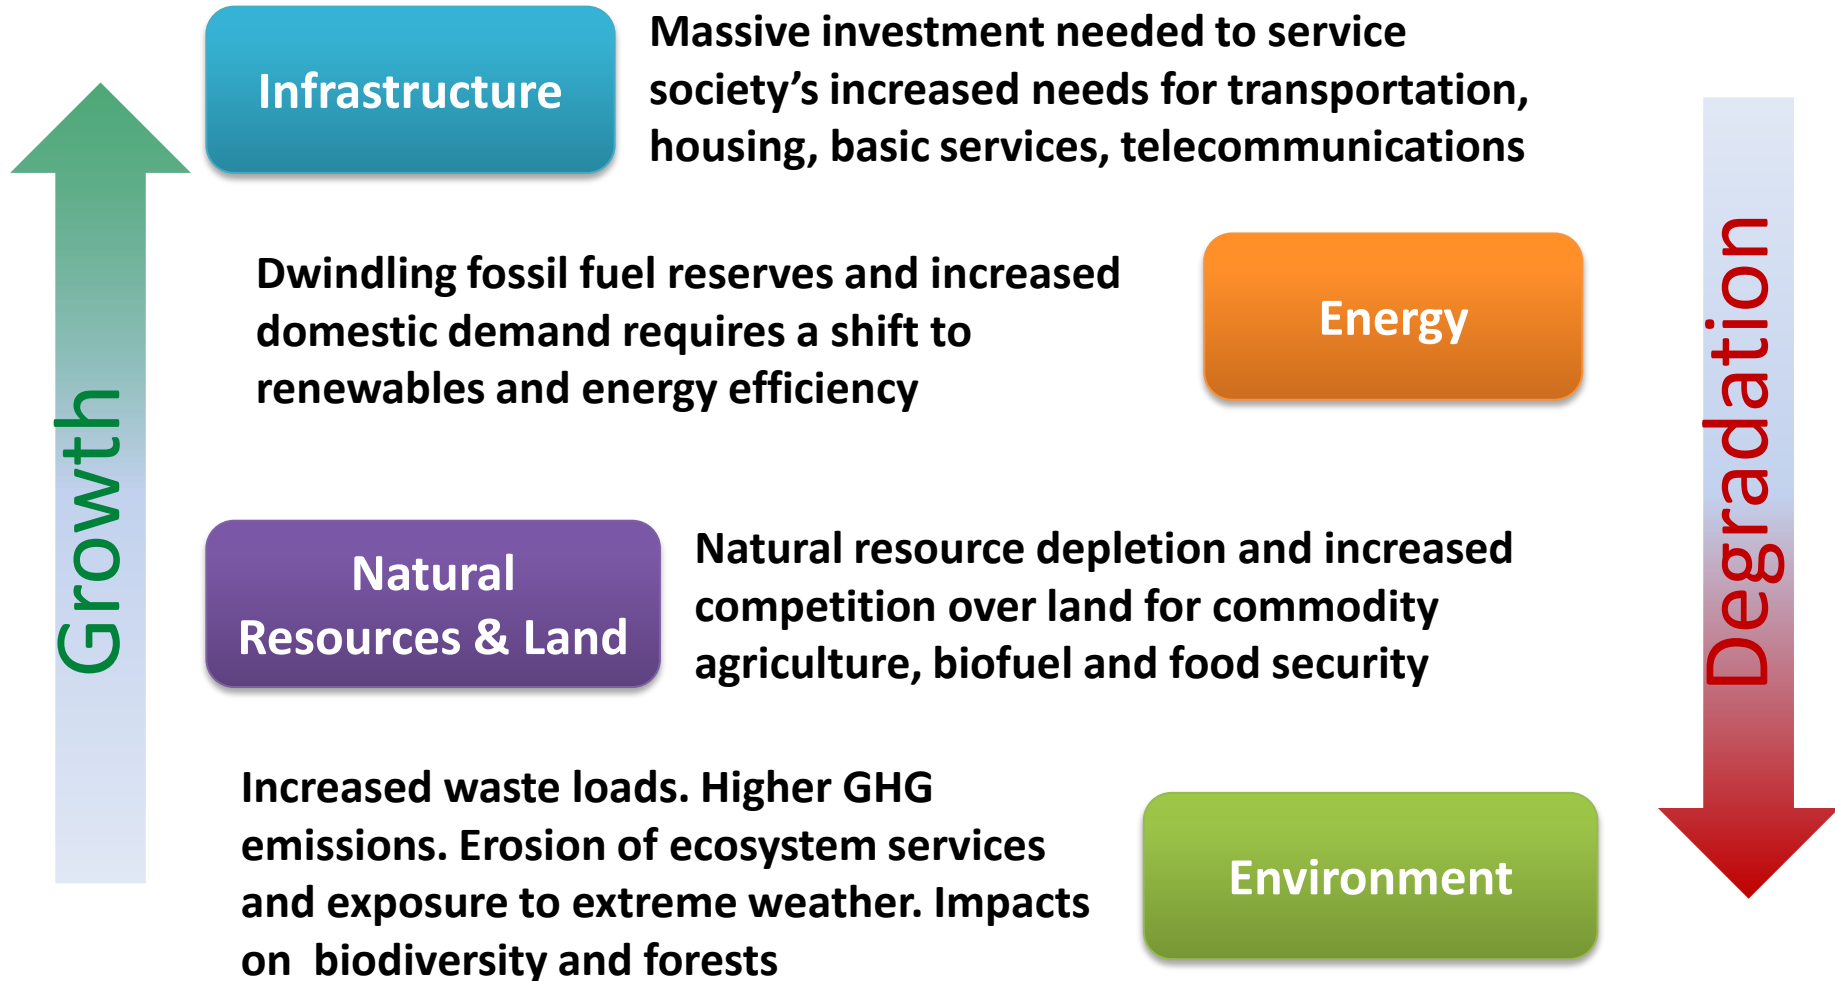 Infrastructure
Massive investment needed to service
society’s increased needs for transportation,
housing, basic services, telecommunications
Dwindling fossil fuel reserves and increased
domestic demand requires a shift to
renewables and energy efficiency
Energy
Growth
Degradation
Natural
Resources & Land
Natural resource depletion and increased
competition over land for commodity
agriculture, biofuel and food security
Increased waste loads. Higher GHG
emissions. Erosion of ecosystem services
and exposure to extreme weather. Impacts
on  biodiversity and forests
Environment